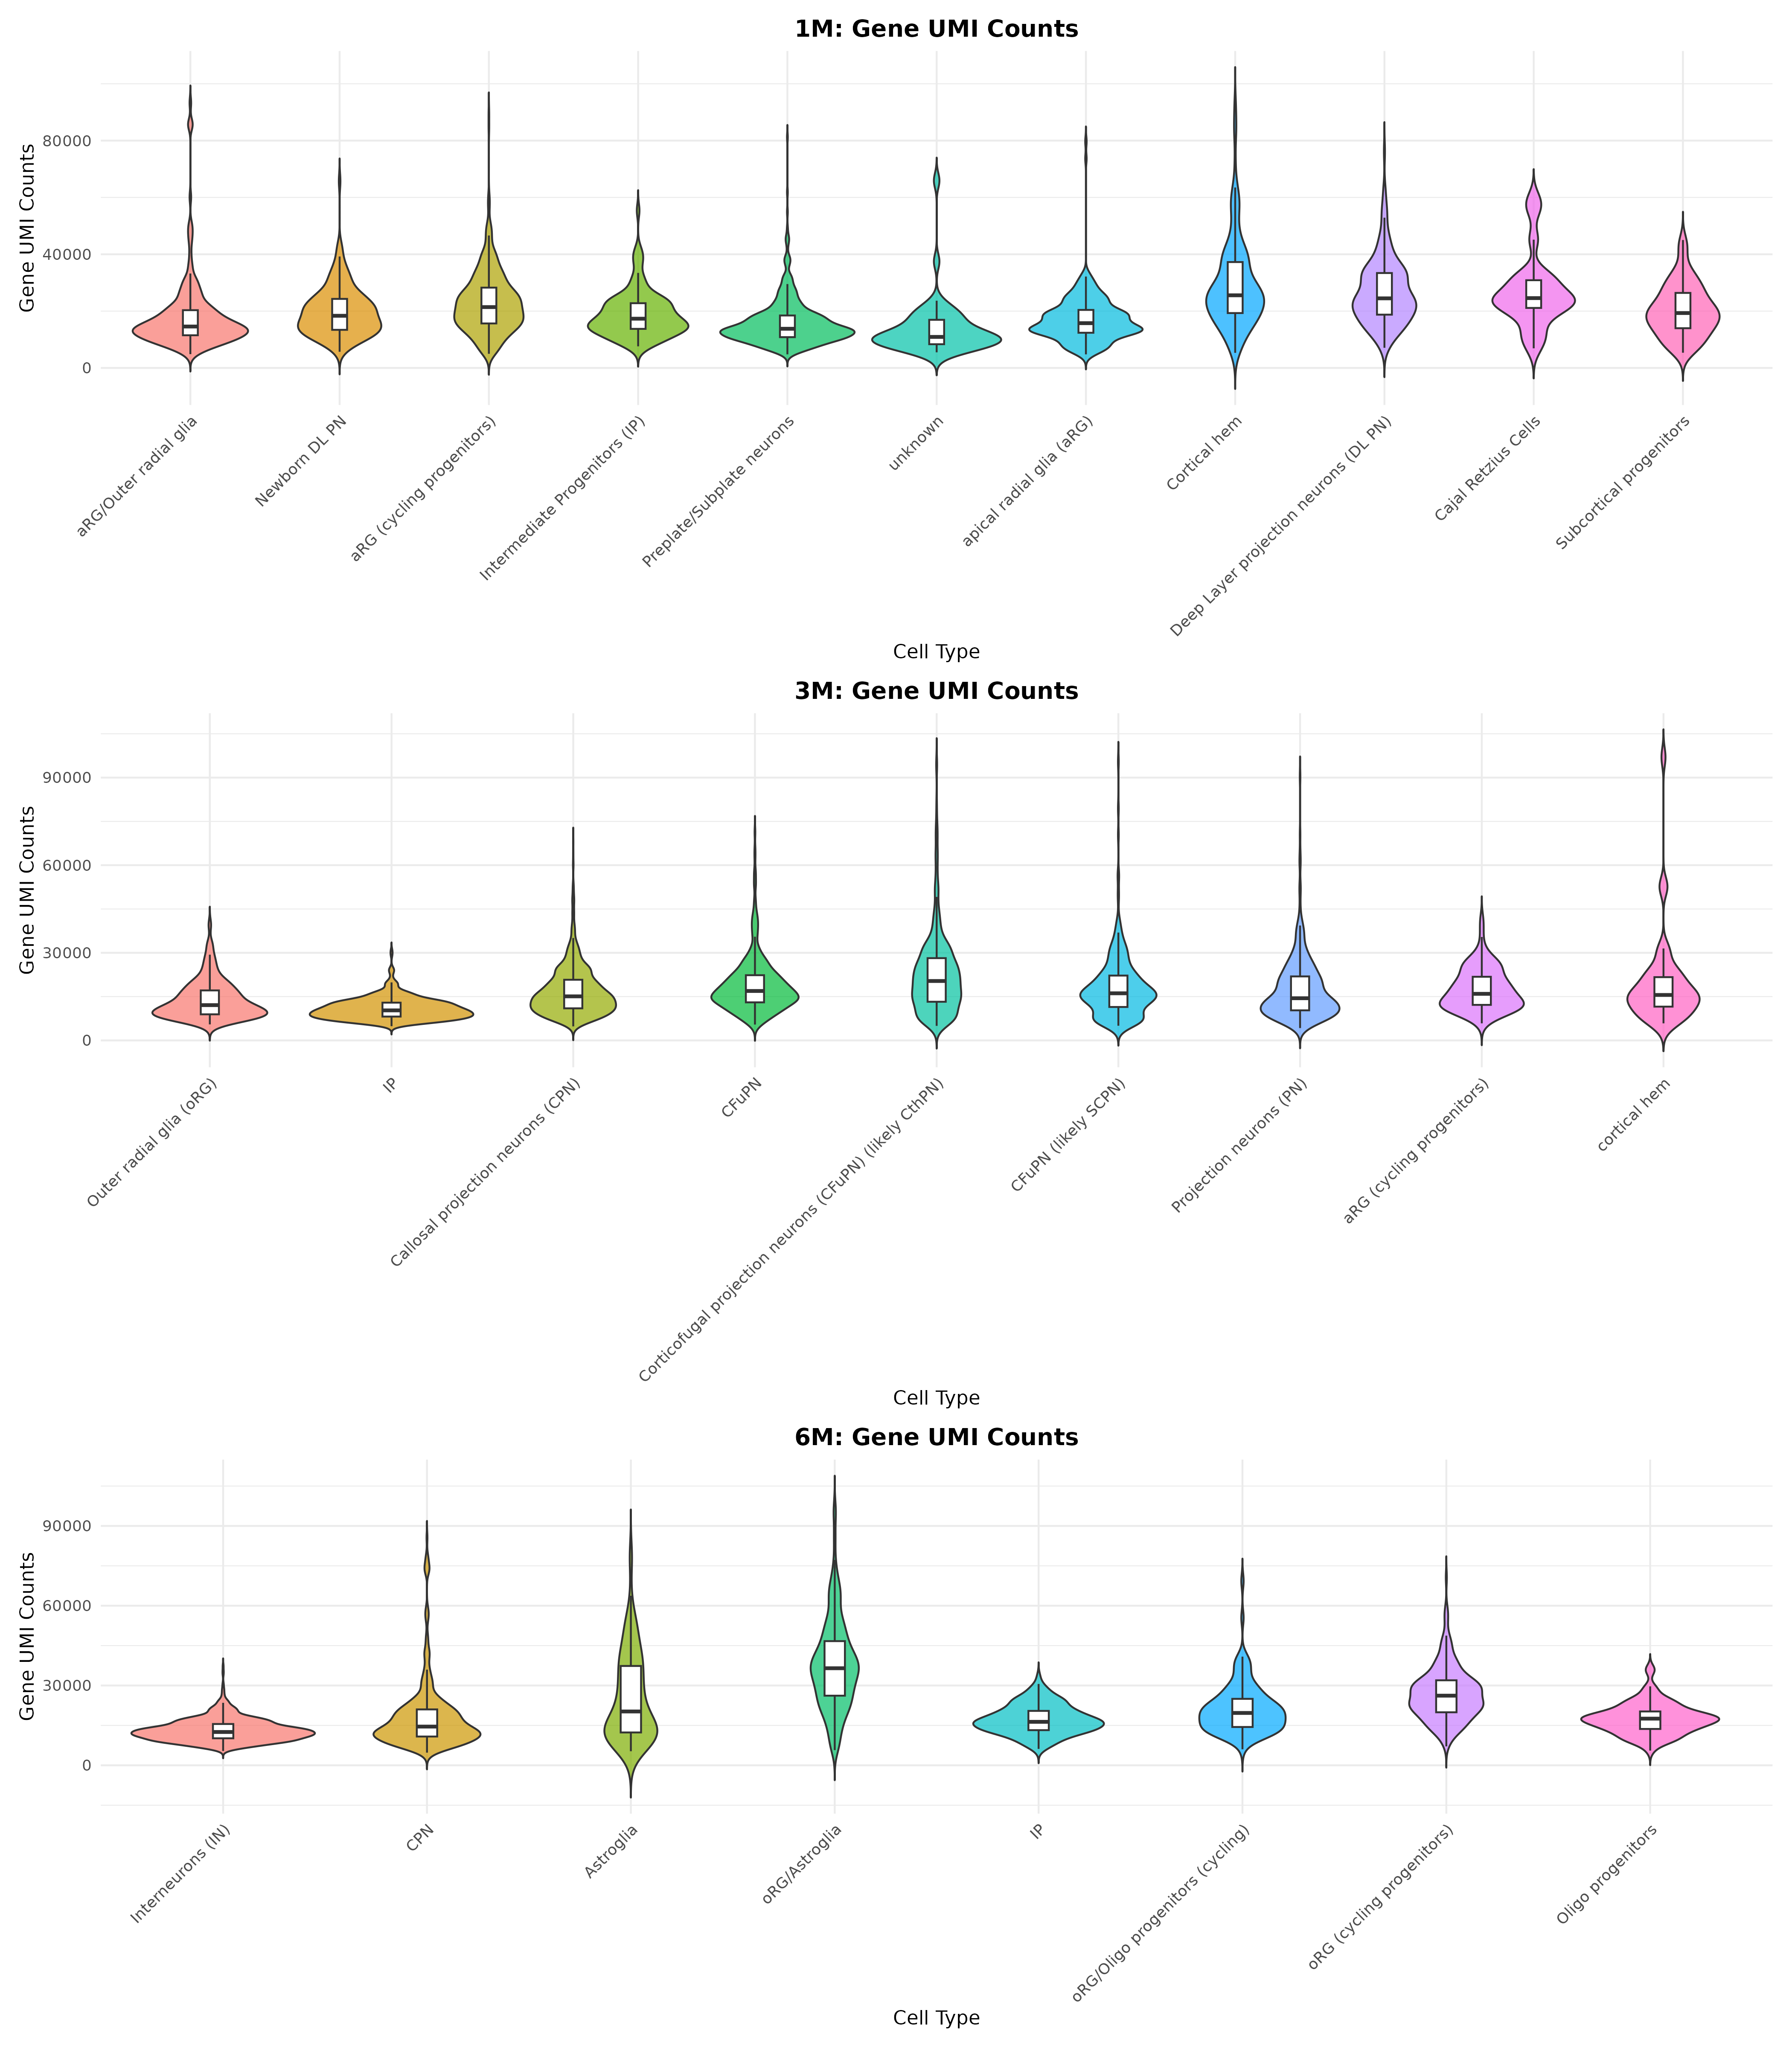 1M: Gene UMI Counts
Gene UMI Counts
80000
40000
0
aRG/Outer radial glia
Newborn DL PN
aRG (cycling progenitors)
Intermediate Progenitors (IP)
Preplate/Subplate neurons
unknown
apical radial glia (aRG)
Cortical hem
Deep Layer projection neurons (DL PN)
Cajal Retzius Cells
Subcortical progenitors
Cell Type
3M: Gene UMI Counts
Gene UMI Counts
90000
60000
30000
0
Outer radial glia (oRG)
IP
Callosal projection neurons (CPN)
CFuPN
Corticofugal projection neurons (CFuPN) (likely CthPN)
CFuPN (likely SCPN)
Projection neurons (PN)
aRG (cycling progenitors)
cortical hem
Cell Type
6M: Gene UMI Counts
Gene UMI Counts
90000
60000
30000
0
Interneurons (IN)
CPN
Astroglia
oRG/Astroglia
IP
oRG/Oligo progenitors (cycling)
oRG (cycling progenitors)
Oligo progenitors
Cell Type